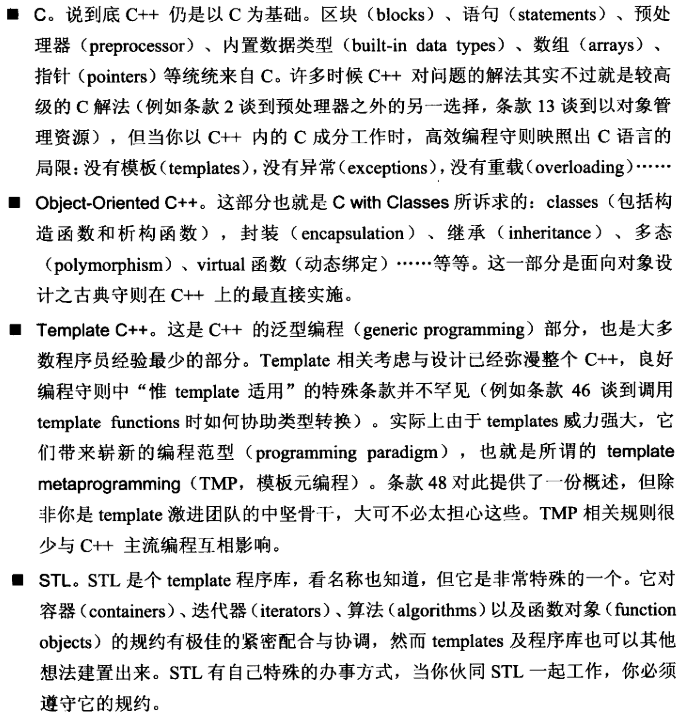 ■ C。说到底 C++ 仍是以 C 为基础。区块（blocks）、语句（statements）、预处
理器（preprocessor）、内置数据类型（built-in data types）、数组（arrays）、
指针（pointers）等统统来自 C。许多时候 C++ 对问题的解法其实不过就是较高
级的 C 解法（例如条款 2 谈到预处理器之外的另一选择，条款 13 谈到以对象管
理资源），但当你以 C++ 内的 C 成分工作时，高效编程守则映照出 C 语言的
局限：没有模板（templates），没有异常（exceptions），没有重载（overloading）……
■ Object-Oriented C++。这部分也就是 C with Classes 所诉求的：classes（包括构
造函数和析构函数），封装（encapsulation）、继承（inheritance）、多态
（polymorphism）、virtual 函数（动态绑定）……等等。这一部分是面向对象设
计之古典守则在 C++ 上的最直接实施。
■ Template C++。这是 C++ 的泛型编程（generic programming）部分，也是大多
数程序员经验最少的部分。Template 相关考虑与设计已经弥漫整个 C++，良好
编程守则中“惟 template 适用”的特殊条款并不罕见（例如条款 46 谈到调用
template functions 时如何协助类型转换）。实际上由于 templates 威力强大，它
们带来崭新的编程范型（programming paradigm），也就是所谓的 template
metaprogramming（TMP，模板元编程）。条款 48 对此提供了一份概述，但除
非你是 template 激进团队的中坚骨干，大可不必太担心这些。TMP 相关规则很
少与 C++ 主流编程互相影响。
■ STL。STL 是个 template 程序库，看名称也知道，但它是非常特殊的一个。它对
容器（containers）、迭代器（iterators）、算法（algorithms）以及函数对象（function
objects）的规约有极佳的紧密配合与协调，然而 templates 及程序库也可以其他
想法建置出来。STL 有自己特殊的办事方式，当你伙同 STL 一起工作，你必须
遵守它的规约。